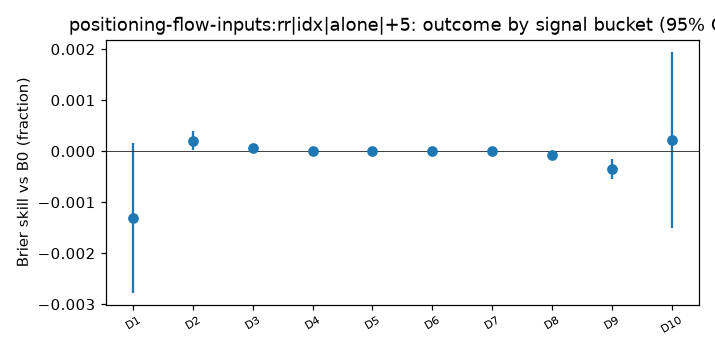 positioning-flow-inputs:rr|idx|alone|+5: outcome by signal bucket (95%
Brier skill vs B0 (fraction)
0.002
0.001
0.000
−0.001
−0.002
−0.003
D1 D2 D3 D4 D5 D6 D7 D8 D9 D10